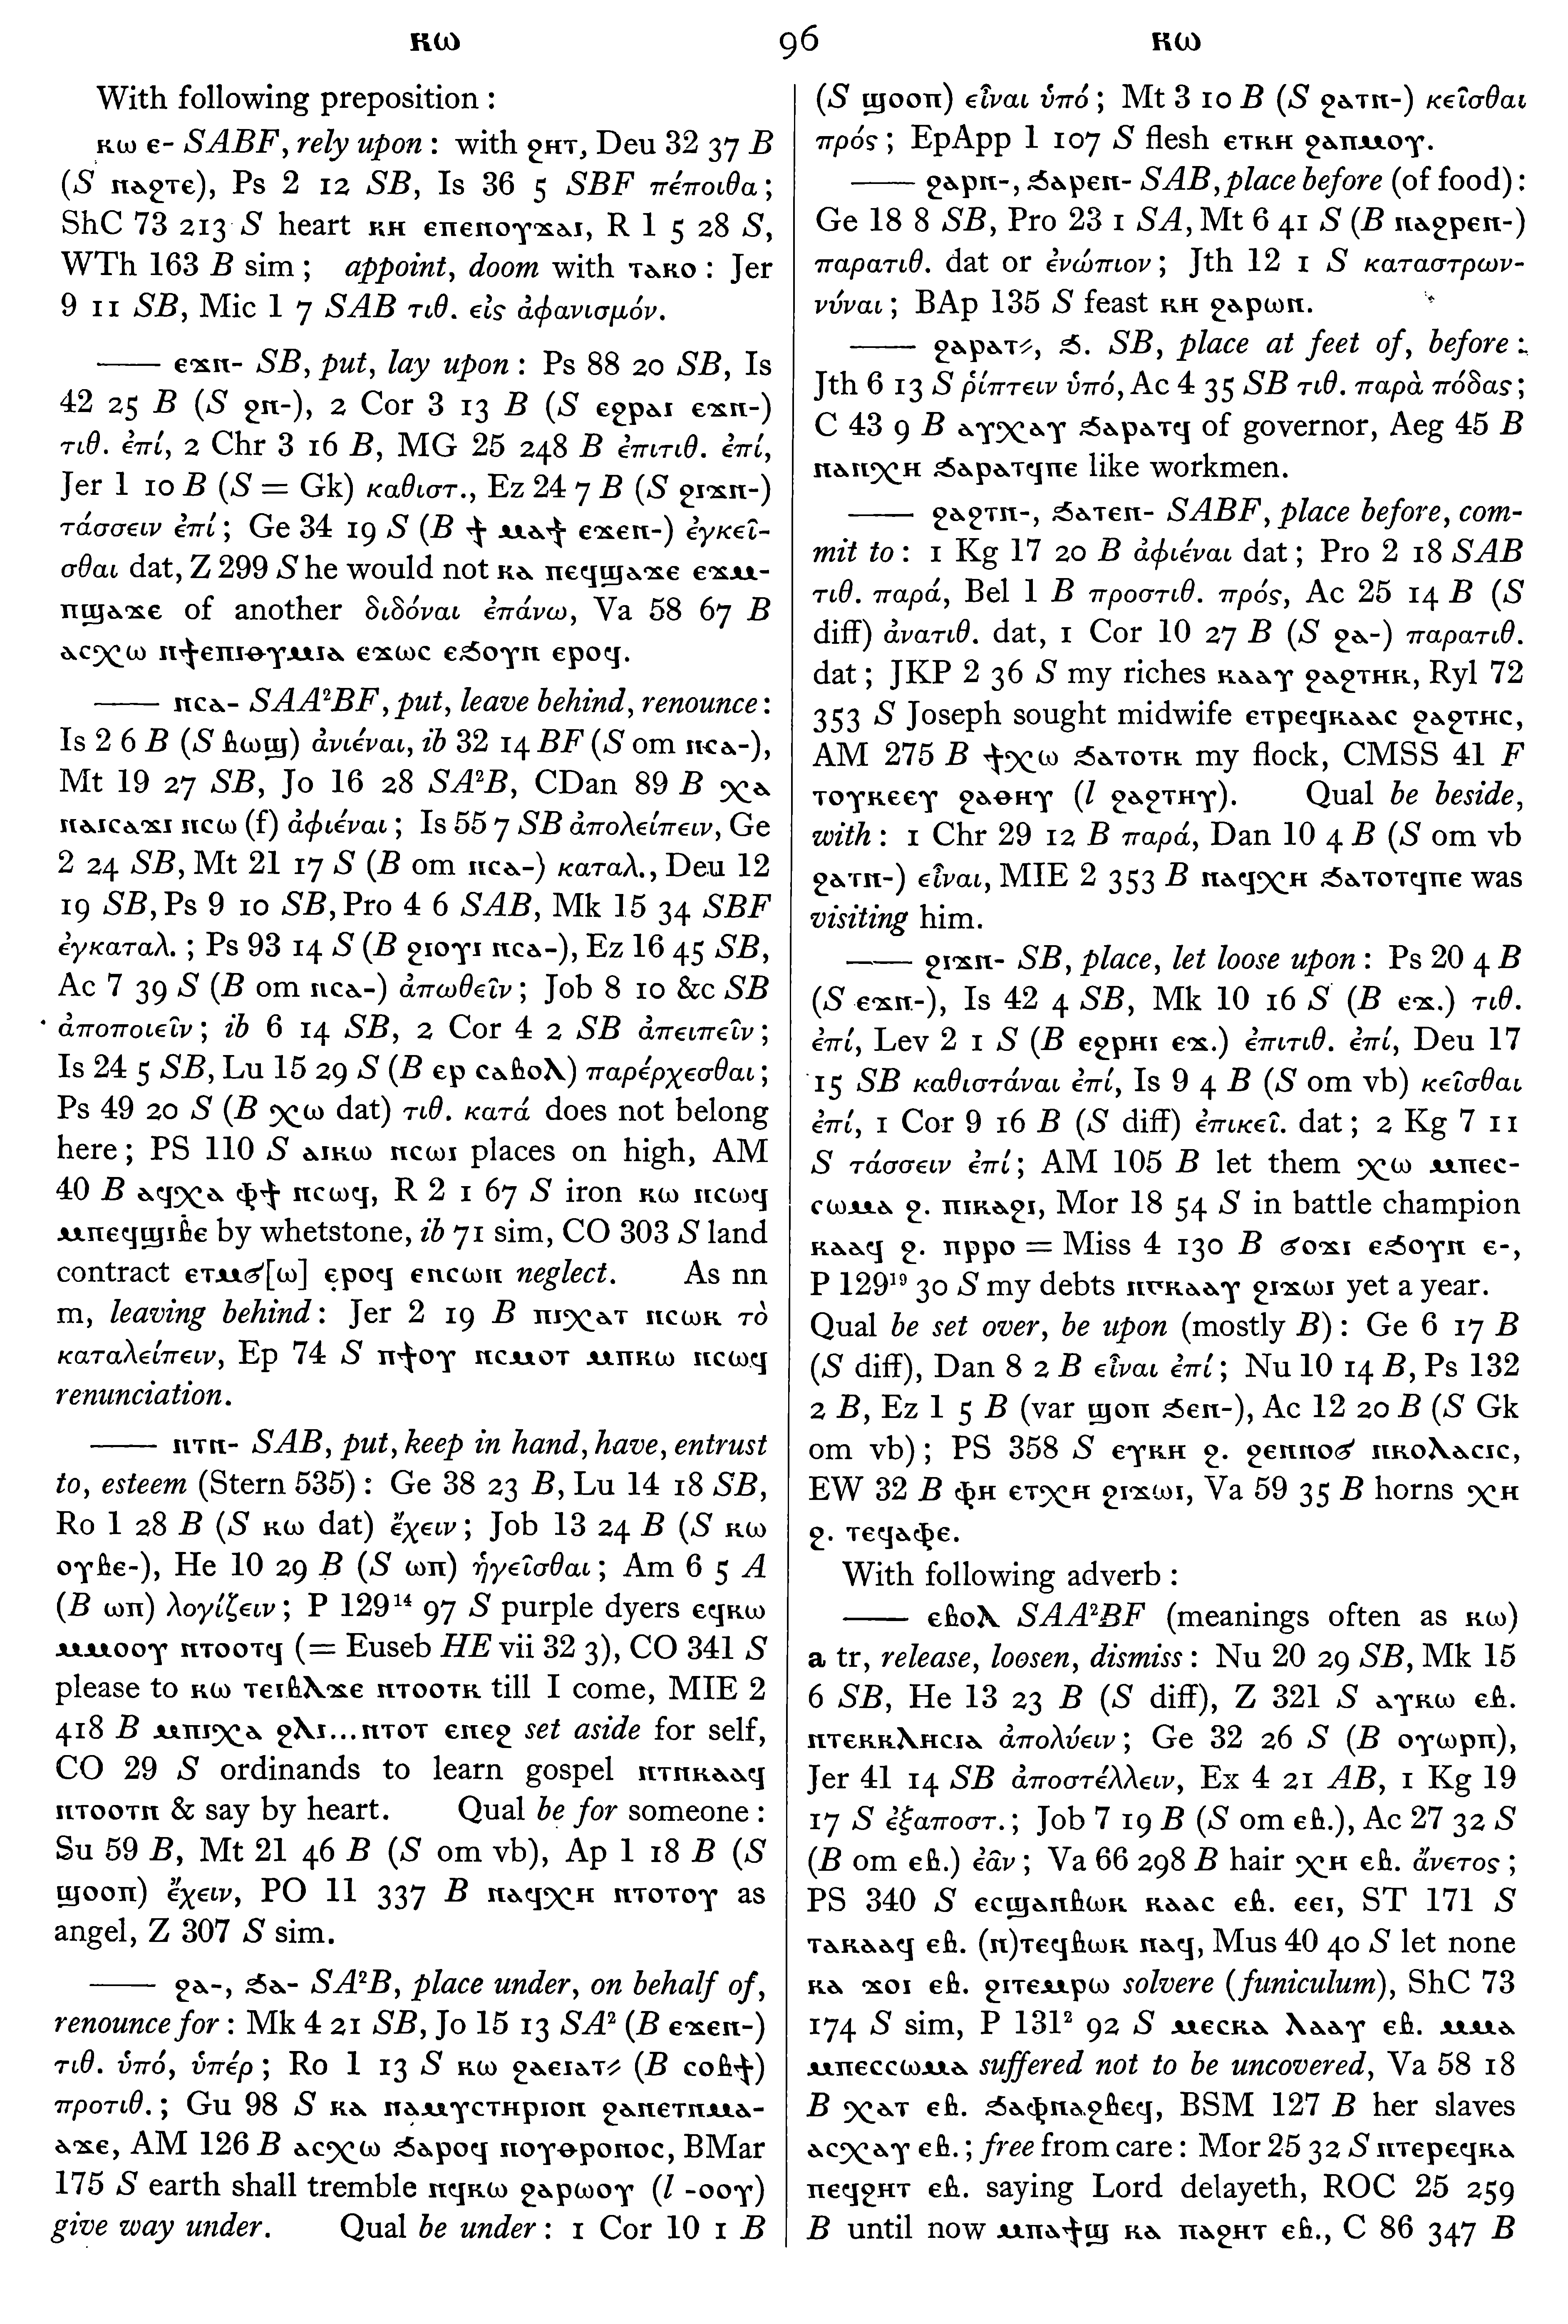 ⲕⲱ 96 ⲕⲱ
With following preposition :
ⲕⲱ ⲉ- SABF, rely upon : with ϩⲏⲧ, Deu 32 37 B
(S ⲛⲁϩⲧⲉ), Ps 2 12 SB, Is 36 5 SBF πέποιθα ;
ShC 73 213 S heart ⲕⲏ ⲉⲡⲉⲛⲟⲩϫⲁⲓ, R 1 5 28 S,
WTh 163 B sim ; appoint, doom with ⲧⲁⲕⲟ : Jer
9 11 SB, Mic 1 7 SAB τιθ. εἰς ἀφανισμόν.
—— ⲉϫⲛ- SB, put, lay upon : Ps 88 20 SB, Is
42 25 B (S ϩⲛ-), 2 Cor 3 13 B (S ⲉϩⲣⲁⲓ ⲉϫⲛ-)
τιθ. ἐπί, 2 Chr 3 16 B, MG 25 248 B ἐπιτιθ. ἐπί,
Jer 1 10 B (S = Gk) καθιστ., Ez 24 7 B (S ϩⲓϫⲛ-)
τάσσειν ἐπί ; Ge 34 19 S (B ϯ ⲙⲁϯ ⲉϫⲉⲛ-) ἐγκεῖ-
σθαι dat, Z 299 S he would not ⲕⲁ ⲡⲉϥϣⲁϫⲉ ⲉϫⲙ-
ⲡϣⲁϫⲉ of another διδόναι ἐπάνω, Va 58 67 B
ⲁⲥⲭⲱ ⲛϯⲉⲡⲓⲑⲩⲙⲓⲁ ⲉϫⲱⲥ ⲉϧⲟⲩⲛ ⲉⲣⲟϥ.
—— ⲛⲥⲁ- SAA²BF, put, leave behind, renounce :
Is 2 6 B (S ⲃⲱϣ) ἀνιέναι, ib 32 14 BF (S om ⲛⲥⲁ-),
Mt 19 27 SB, Jo 16 28 SA²B, CDan 89 B ⲭⲁ
ⲛⲁⲓⲥⲁϫⲓ ⲛⲥⲱ (f) ἀφιέναι ; Is 55 7 SB ἀπολείπειν, Ge
2 24 SB, Mt 21 17 S (B om ⲛⲥⲁ-) καταλ., Deu 12
19 SB, Ps 9 10 SB, Pro 4 6 SAB, Mk 15 34 SBF
ἐγκαταλ. ; Ps 93 14 S (B ϩⲓⲟⲩⲓ ⲛⲥⲁ-), Ez 16 45 SB,
Ac 7 39 S (B om ⲛⲥⲁ-) ἀπωθεῖν ; Job 8 10 &c SB
ἀποποιεῖν ; ib 6 14 SB, 2 Cor 4 2 SB ἀπειπεῖν ;
Is 24 5 SB, Lu 15 29 S (B ⲉⲣ ⲥⲁⲃⲟⲗ) παρέρχεσθαι ;
Ps 49 20 S (B ⲭⲱ dat) τιθ. κατά does not belong
here ; PS 110 S ⲁⲓⲕⲱ ⲛⲥⲱⲓ places on high, AM
40 B ⲁϥⲭⲁ ⲫϯ ⲛⲥⲱϥ, R 2 1 67 S iron ⲕⲱ ⲛⲥⲱϥ
ⲙⲡⲉϥϣⲓⲃⲉ by whetstone, ib 71 sim, CO 303 S land
contract ⲉⲧⲙϭ[ⲱ] ⲉⲣⲟϥ ⲉⲡⲥⲱⲛ neglect. As nn
m, leaving behind : Jer 2 19 B ⲡⲓⲭⲁⲧ ⲛⲥⲱⲕ τὸ
καταλείπειν, Ep 74 S ⲡϯⲟⲩ ⲛⲥⲙⲟⲧ ⲙⲡⲕⲱ ⲛⲥⲱϥ
renunciation.
—— ⲛⲧⲛ- SAB, put, keep in hand, have, entrust
to, esteem (Stern 535) : Ge 38 23 B, Lu 14 18 SB,
Ro 1 28 B (S ⲕⲱ dat) ἔχειν ; Job 13 24 B (S ⲕⲱ
ⲟⲩⲃⲉ-), He 10 29 B (S ⲱⲡ) ἡγεῖσθαι ; Am 6 5 A
(B ⲱⲡ) λογίζειν ; P 129¹⁴ 97 S purple dyers ⲉϥⲕⲱ
ⲙⲙⲟⲟⲩ ⲛⲧⲟⲟⲧϥ (= Euseb HE vii 32 3), CO 341 S
please to ⲕⲱ ⲧⲉⲓⲃⲗϫⲉ ⲛⲧⲟⲟⲧⲕ till I come, MIE 2
418 B ⲙⲡⲓⲭⲁ ϩⲗⲓ...ⲛⲧⲟⲧ ⲉⲛⲉϩ set aside for self,
CO 29 S ordinands to learn gospel ⲛⲧⲛⲕⲁⲁϥ
ⲛⲧⲟⲟⲧⲛ & say by heart. Qual be for someone :
Su 59 B, Mt 21 46 B (S om vb), Ap 1 18 B (S
ϣⲟⲟⲡ) ἔχειν, PO 11 337 B ⲛⲁϥⲭⲏ ⲛⲧⲟⲧⲟⲩ as
angel, Z 307 S sim.
—— ϩⲁ-, ϧⲁ- SA²B, place under, on behalf of,
renounce for : Mk 4 21 SB, Jo 15 13 SA² (B ⲉϫⲉⲛ-)
τιθ. ὑπό, ὑπέρ ; Ro 1 13 S ⲕⲱ ϩⲁⲉⲓⲁⲧ⸗ (B ⲥⲟⲃϯ)
προτιθ. ; Gu 98 S ⲕⲁ ⲡⲁⲙⲩⲥⲧⲏⲣⲓⲟⲛ ϩⲁⲡⲉⲧⲛⲙⲁ-
ⲁϫⲉ, AM 126 B ⲁⲥⲭⲱ ϧⲁⲣⲟϥ ⲛⲟⲩⲑⲣⲟⲛⲟⲥ, BMar
175 S earth shall tremble ⲛϥⲕⲱ ϩⲁⲣⲱⲟⲩ (l -ⲟⲟⲩ)
give way under. Qual be under : 1 Cor 10 1 B
(S ϣⲟⲟⲡ) εἶναι ὑπό ; Mt 3 10 B (S ϩⲁⲧⲛ-) κεῖσθαι
πρός ; EpApp 1 107 S flesh ⲉⲧⲕⲏ ϩⲁⲡⲙⲟⲩ.
—— ϩⲁⲣⲛ-, ϧⲁⲣⲉⲛ- SAB, place before (of food) :
Ge 18 8 SB, Pro 23 1 SA, Mt 6 41 S (B ⲛⲁϩⲣⲉⲛ-)
παρατιθ. dat or ἐνώπιον ; Jth 12 1 S καταστρων-
νύναι ; BAp 135 S feast ⲕⲏ ϩⲁⲣⲱⲛ.
—— ϩⲁⲣⲁⲧ⸗, ϧ. SB, place at feet of, before :
Jth 6 13 S ῥίπτειν ὑπό, Ac 4 35 SB τιθ. παρὰ πόδας ;
C 43 9 B ⲁⲩⲭⲁⲩ ϧⲁⲣⲁⲧϥ of governor, Aeg 45 B
ⲛⲁⲛⲭⲏ ϧⲁⲣⲁⲧϥⲡⲉ like workmen.
—— ϩⲁϩⲧⲛ-, ϧⲁⲧⲉⲛ- SABF, place before, com-
mit to : 1 Kg 17 20 B ἀφιέναι dat ; Pro 2 18 SAB
τιθ. παρά, Bel 1 B προστιθ. πρός, Ac 25 14 B (S
diff) ἀνατιθ. dat, 1 Cor 10 27 B (S ϩⲁ-) παρατιθ.
dat ; JKP 2 36 S my riches ⲕⲁⲁⲩ ϩⲁϩⲧⲏⲕ, Ryl 72
353 S Joseph sought midwife ⲉⲧⲣⲉϥⲕⲁⲁⲥ ϩⲁϩⲧⲏⲥ,
AM 275 B ϯⲭⲱ ϧⲁⲧⲟⲧⲕ my flock, CMSS 41 F
ⲧⲟⲩⲕⲉⲉⲩ ϩⲁⲑⲏⲩ (l ϩⲁϩⲧⲏⲩ). Qual be beside,
with : 1 Chr 29 12 B παρά, Dan 10 4 B (S om vb
ϩⲁⲧⲛ-) εἶναι, MIE 2 353 B ⲛⲁϥⲭⲏ ϧⲁⲧⲟⲧϥⲡⲉ was
visiting him.
—— ϩⲓϫⲛ- SB, place, let loose upon : Ps 20 4 B
(S ⲉϫⲛ-), Is 42 4 SB, Mk 10 16 S (B ⲉϫ.) τιθ.
ἐπί, Lev 2 1 S (B ⲉϩⲣⲏⲓ ⲉϫ.) ἐπιτιθ. ἐπί, Deu 17
15 SB καθιστάναι ἐπί, Is 9 4 B (S om vb) κεῖσθαι
ἐπί, 1 Cor 9 16 B (S diff) ἐπικεῖ. dat ; 2 Kg 7 11
S τάσσειν ἐπί ; AM 105 B let them ⲭⲱ ⲙⲡⲉⲥ-
ⲥⲱⲙⲁ ϩ. ⲡⲓⲕⲁϩⲓ, Mor 18 54 S in battle champion
ⲕⲁⲁϥ ϩ. ⲡⲣⲣⲟ = Miss 4 130 B ϭⲟϫⲓ ⲉϧⲟⲩⲛ ⲉ-,
P 129¹⁹ 30 S my debts ⲛⲅⲕⲁⲁⲩ ϩⲓϫⲱⲓ yet a year.
Qual be set over, be upon (mostly B) : Ge 6 17 B
(S diff), Dan 8 2 B εἶναι ἐπί ; Nu 10 14 B, Ps 132
2 B, Ez 1 5 B (var ϣⲟⲡ ϧⲉⲛ-), Ac 12 20 B (S Gk
om vb) ; PS 358 S ⲉⲩⲕⲏ ϩ. ϩⲉⲛⲛⲟϭ ⲛⲕⲟⲗⲁⲥⲓⲥ,
EW 32 B ⲫⲏ ⲉⲧⲭⲏ ϩⲓϫⲱⲓ, Va 59 35 B horns ⲭⲏ
ϩ. ⲧⲉϥⲁⲫⲉ.
With following adverb :
—— ⲉⲃⲟⲗ SAA²BF (meanings often as ⲕⲱ)
a tr, release, loosen, dismiss : Nu 20 29 SB, Mk 15
6 SB, He 13 23 B (S diff), Z 321 S ⲁⲩⲕⲱ ⲉⲃ.
ⲛⲧⲉⲕⲕⲗⲏⲥⲓⲁ ἀπολύειν ; Ge 32 26 S (B ⲟⲩⲱⲣⲡ),
Jer 41 14 SB ἀποστέλλειν, Ex 4 21 AB, 1 Kg 19
17 S ἐξαποστ. ; Job 7 19 B (S om ⲉⲃ.), Ac 27 32 S
(B om ⲉⲃ.) ἐᾶν ; Va 66 298 B hair ⲭⲏ ⲉⲃ. ἄνετος ;
PS 340 S ⲉⲥϣⲁⲛⲃⲱⲕ ⲕⲁⲁⲥ ⲉⲃ. ⲉⲉⲓ, ST 171 S
ⲧⲁⲕⲁⲁϥ ⲉⲃ. (ⲛ)ⲧⲉϥⲃⲱⲕ ⲛⲁϥ, Mus 40 40 S let none
ⲕⲁ ϫⲟⲓ ⲉⲃ. ϩⲓⲧⲉⲙⲣⲱ solvere (funiculum), ShC 73
174 S sim, P 131² 92 S ⲙⲉⲥⲕⲁ ⲗⲁⲁⲩ ⲉⲃ. ⲙⲙⲁ
ⲙⲡⲉⲥⲥⲱⲙⲁ suffered not to be uncovered, Va 58 18
B ⲭⲁⲧ ⲉⲃ. ϧⲁⲫⲛⲁϩⲃⲉϥ, BSM 127 B her slaves
ⲁⲥⲭⲁⲩ ⲉⲃ. ; free from care : Mor 25 32 S ⲛⲧⲉⲣⲉϥⲕⲁ
ⲡⲉϥϩⲏⲧ ⲉⲃ. saying Lord delayeth, ROC 25 259
B until now ⲙⲡⲁϯϣ ⲕⲁ ⲡⲁϩⲏⲧ ⲉⲃ., C 86 347 B